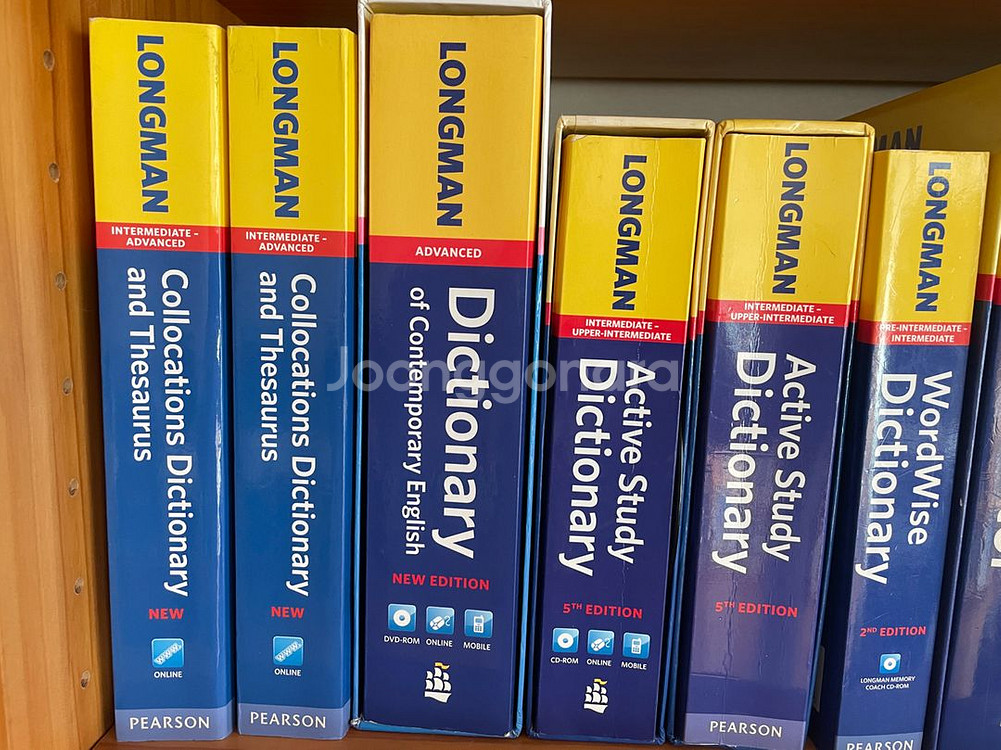 LONGMAN
INTERMEDIATE –
ADVANCED
Collocations Dictionary
and Thesaurus
NEW
WWW
ONLINE
PEARSON
LONGMAN
INTERMEDIATE –
ADVANCED
Collocations Dictionary
and Thesaurus
NEW
WWW
ONLINE
PEARSON
LONGMAN
ADVANCED
Dictionary
of Contemporary English
NEW EDITION
DVD-ROM
ONLINE
MOBILE
LONGMAN
INTERMEDIATE –
UPPER-INTERMEDIATE
Active Study
Dictionary
5TH EDITION
CD-ROM
ONLINE
MOBILE
LONGMAN
INTERMEDIATE –
UPPER-INTERMEDIATE
Active Study
Dictionary
5TH EDITION
PEARSON
LONGMAN
PRE-INTERMEDIATE –
INTERMEDIATE
WordWise
Dictionary
2ND EDITION
LONGMAN MEMORY
COACH CD-ROM
PEARSON
Joonggonara